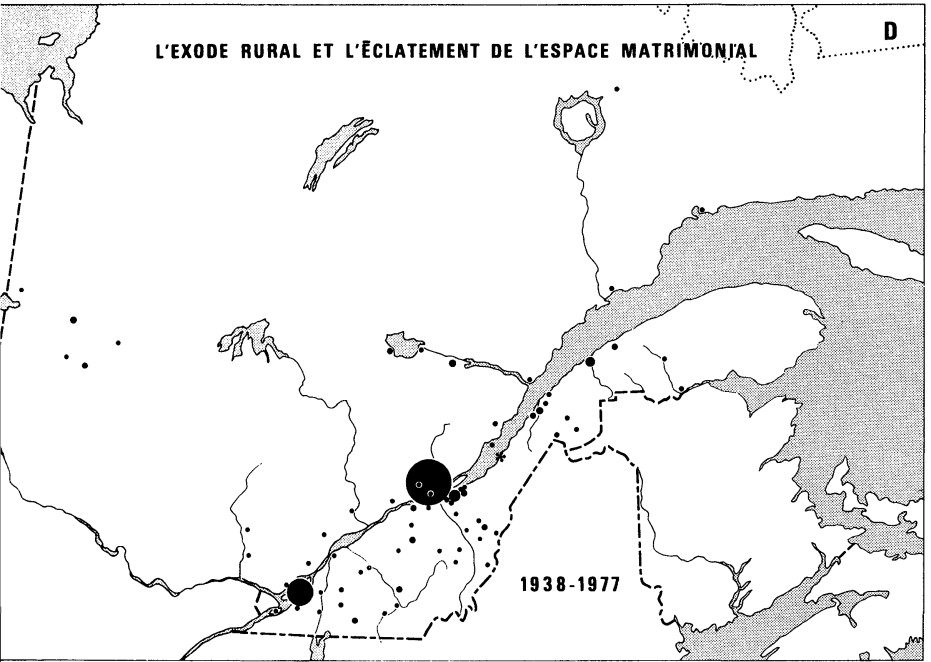 D
L'EXODE RURAL ET L'ÉCLATEMENT DE L'ESPACE MATRIMONIAL
1938-1977